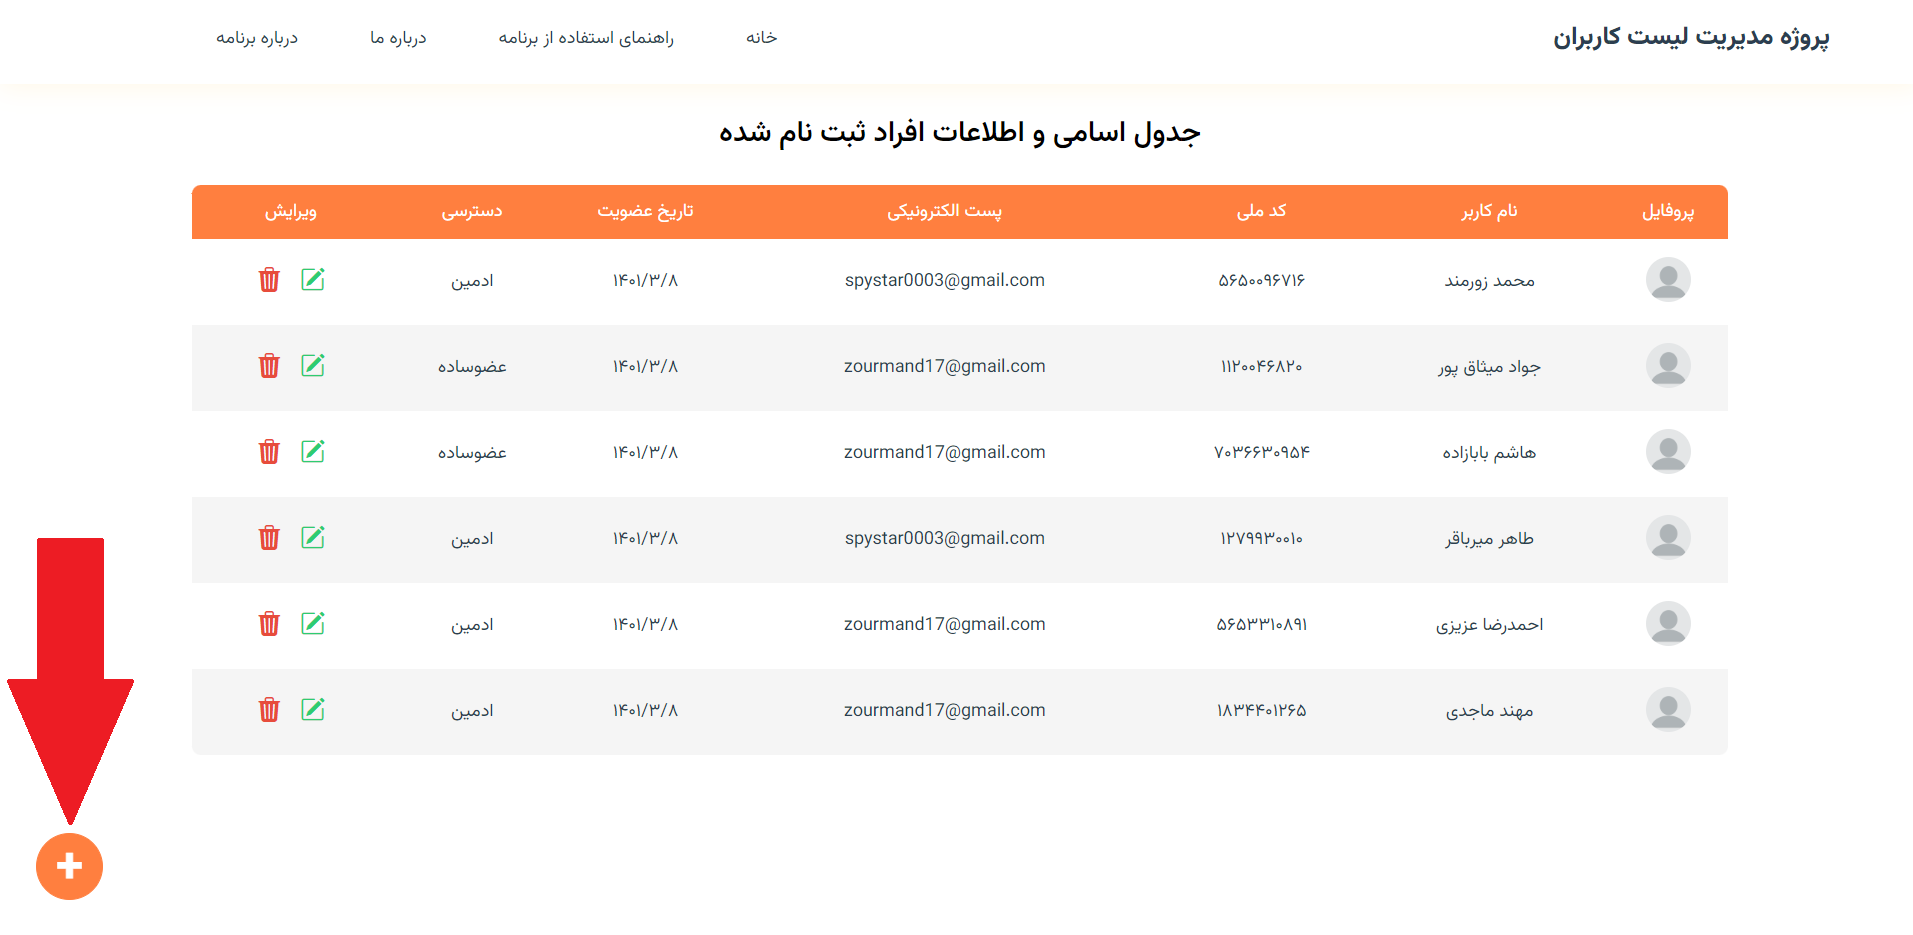 پروژه مدیریت لیست کاربران
خانه راهنمای استفاده از برنامه درباره ما درباره برنامه
جدول اسامی و اطلاعات افراد ثبت نام شده
پروفایل نام کاربر کد ملی پست الکترونیکی تاریخ عضویت دسترسی ویرایش
محمد زورمند ۵۶۵۰۰۹۶۷۱۶ spystar0003@gmail.com ۱۴۰۱/۳/۸ ادمین
جواد میثاق پور ۱۱۲۰۰۴۶۸۲۰ zourmand17@gmail.com ۱۴۰۱/۳/۸ عضوساده
هاشم بابازاده ۷۰۳۶۶۳۰۹۵۴ zourmand17@gmail.com ۱۴۰۱/۳/۸ عضوساده
طاهر میرباقر ۱۲۷۹۹۳۰۰۱۰ spystar0003@gmail.com ۱۴۰۱/۳/۸ ادمین
احمدرضا عزیزی ۵۶۵۳۳۱۰۸۹۱ zourmand17@gmail.com ۱۴۰۱/۳/۸ ادمین
مهند ماجدی ۱۸۳۴۴۰۱۲۶۵ zourmand17@gmail.com ۱۴۰۱/۳/۸ ادمین